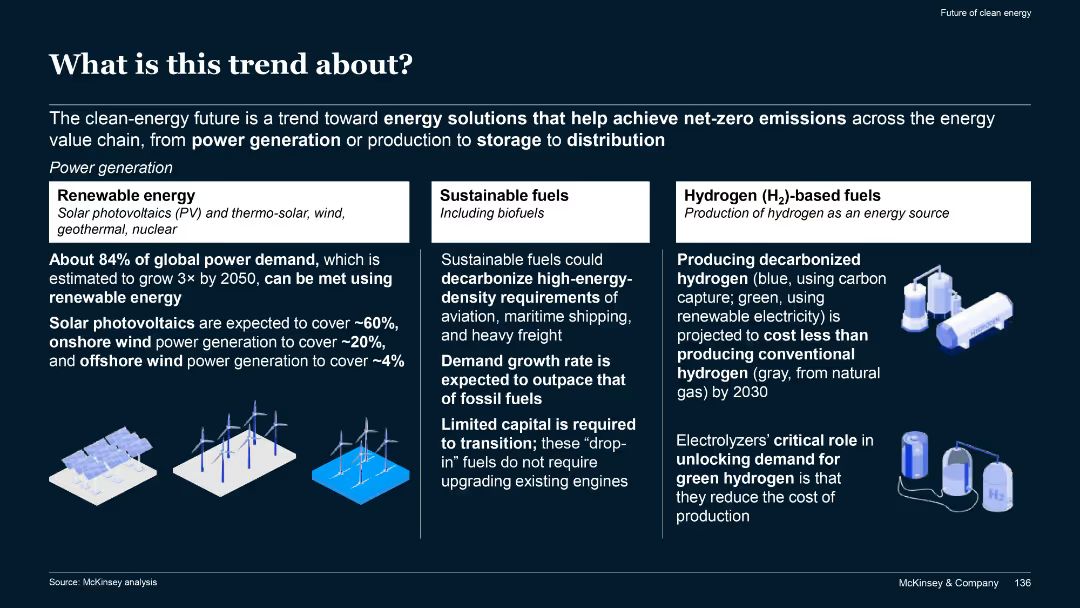 Future of clean energy
What is this trend about?
The clean-energy future is a trend toward energy solutions that help achieve net-zero emissions across the energy
value chain, from power generation or production to storage to distribution
Power generation
Renewable energy
Solar photovoltaics (PV) and thermo-solar, wind,
geothermal, nuclear
About 84% of global power demand, which is
estimated to grow 3× by 2050, can be met using
renewable energy
Solar photovoltaics are expected to cover ~60%,
onshore wind power generation to cover ~20%,
and offshore wind power generation to cover ~4%
Sustainable fuels
Including biofuels
Sustainable fuels could
decarbonize high-energy-
density requirements of
aviation, maritime shipping,
and heavy freight
Demand growth rate is
expected to outpace that
of fossil fuels
Limited capital is required
to transition; these “drop-
in” fuels do not require
upgrading existing engines
Hydrogen (H2)-based fuels
Production of hydrogen as an energy source
Producing decarbonized
hydrogen (blue, using carbon
capture; green, using
renewable electricity) is
projected to cost less than
producing conventional
hydrogen (gray, from natural
gas) by 2030
HYDROGEN
Electrolyzers’ critical role in
unlocking demand for
green hydrogen is that
they reduce the cost of
production
H2
Source: McKinsey analysis
McKinsey & Company 136